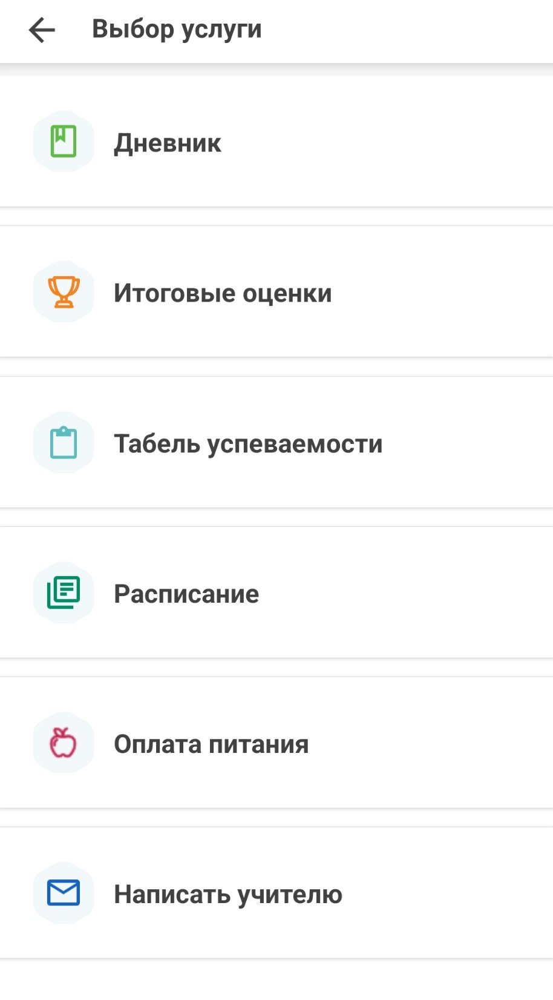 Выбор услуги
Дневник
Итоговые оценки
Табель успеваемости
Расписание
Оплата питания
Написать учителю